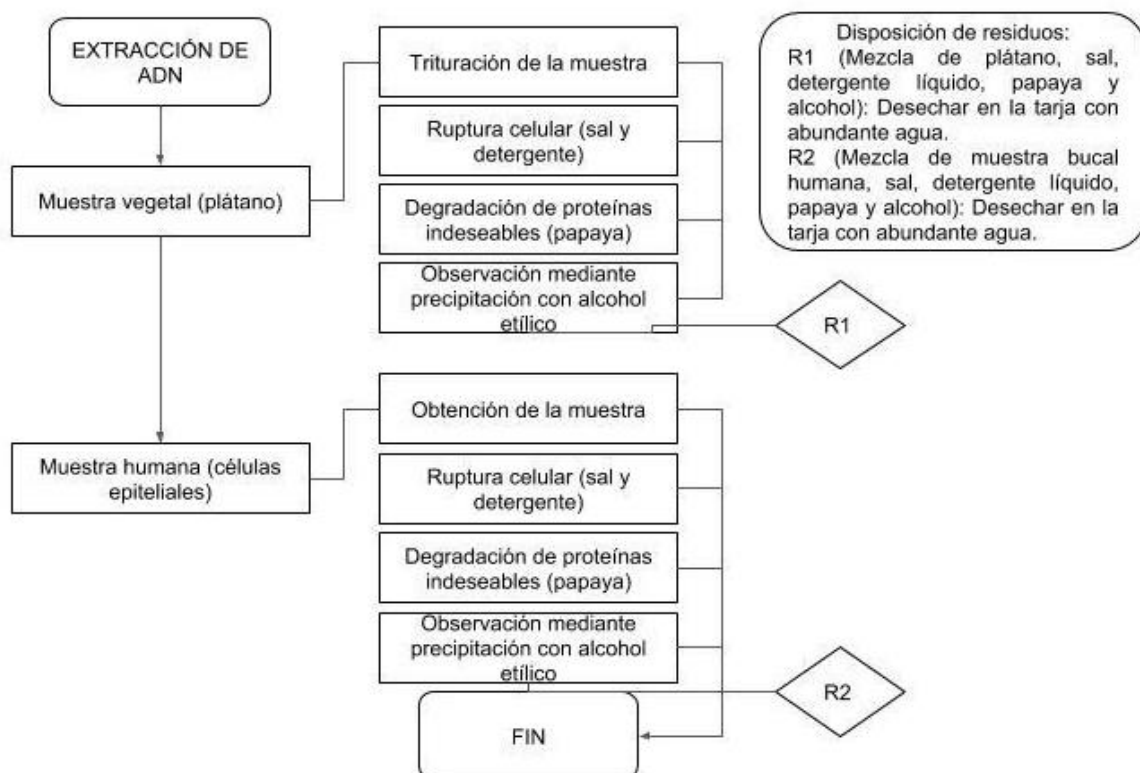 EXTRACCIÓN DE
ADN
Muestra vegetal (plátano)
Trituración de la muestra
Ruptura celular (sal y
detergente)
Degradación de proteínas
indeseables (papaya)
Observación mediante
precipitación con alcohol
etílico
R1
Disposición de residuos:
R1 (Mezcla de plátano, sal,
detergente líquido, papaya y
alcohol): Desechar en la tarja con
abundante agua.
R2 (Mezcla de muestra bucal
humana, sal, detergente líquido,
papaya y alcohol): Desechar en la
tarja con abundante agua.
Muestra humana (células
epiteliales)
Obtención de la muestra
Ruptura celular (sal y
detergente)
Degradación de proteínas
indeseables (papaya)
Observación mediante
precipitación con alcohol
etílico
R2
FIN